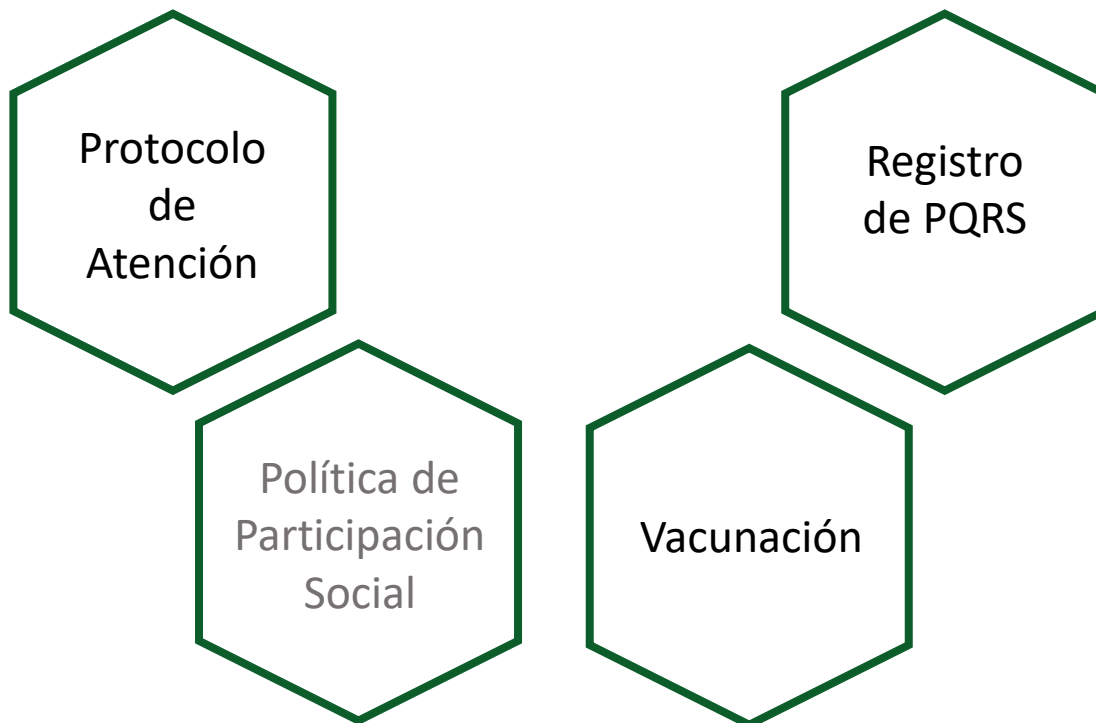 Protocolo
de
Atención
Registro
de PQRS
Política de
Participación
Social
Vacunación